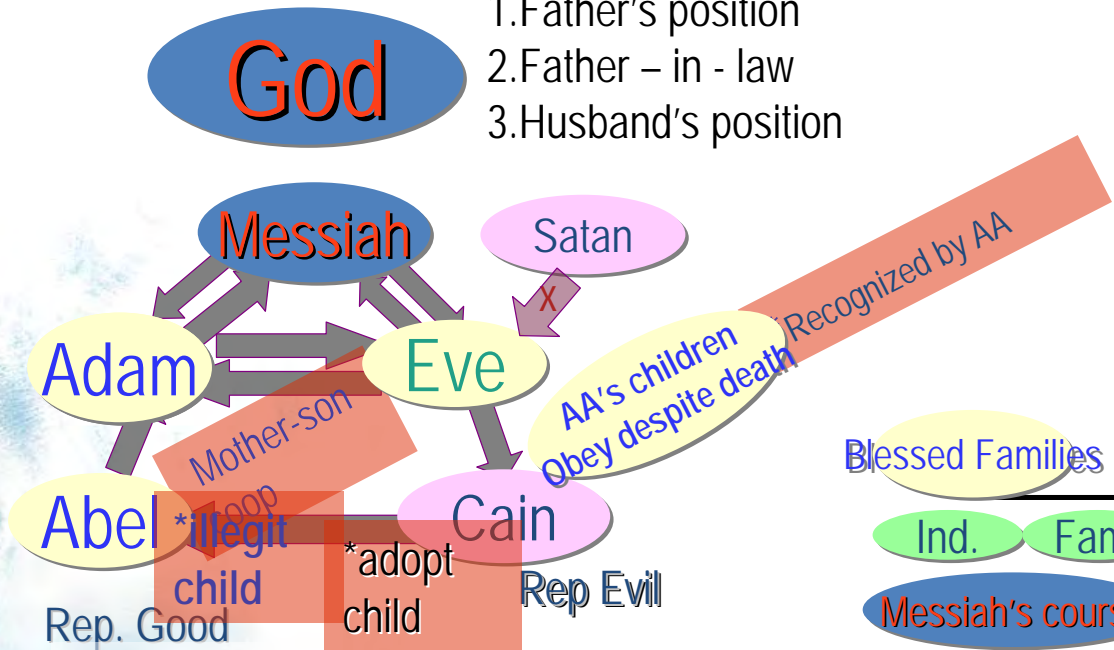 1.Father's position
God
2.Father – in - law
3.Husband's position
Messiah
Satan
X
Recognized by AA
AA's children
Obey despite death
Adam
Eve
Mother-son
coop
Blessed Families
Abel
*illegit
child
Cain
*adopt
child
Rep Evil
Rep. Good
Ind.
Fam
Messiah's cours